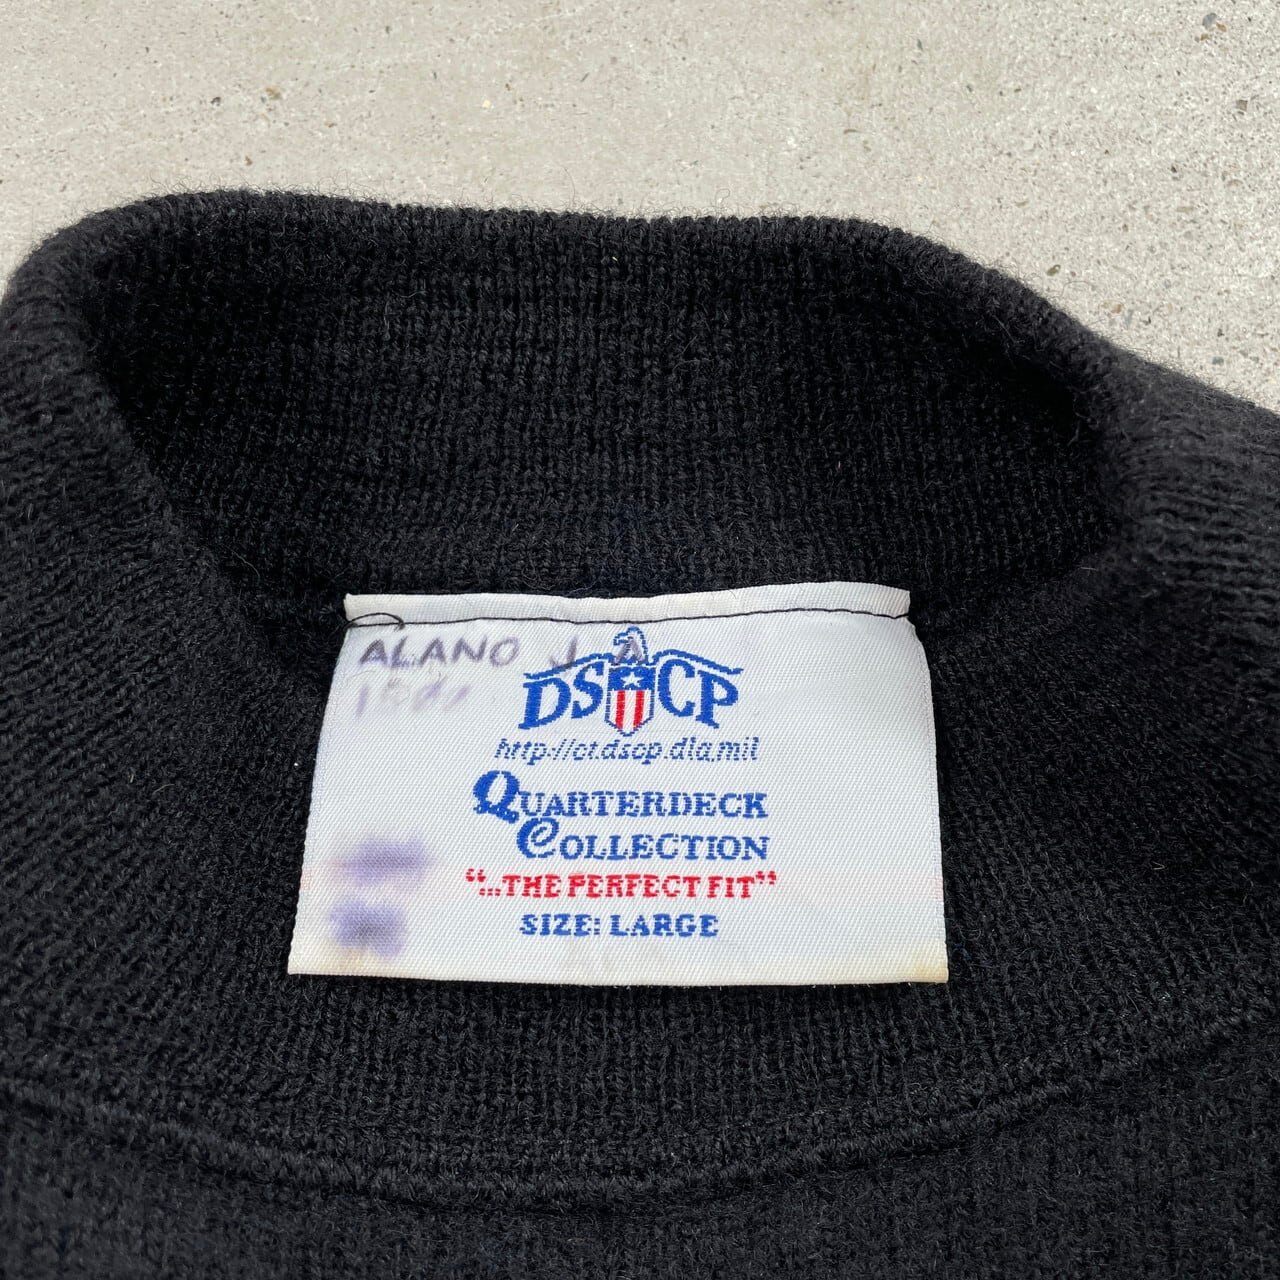 ALANO J A
DSCP
http://ct.dscp.dla.mil
QUARTERDECK
COLLECTION
"...THE PERFECT FIT"
SIZE: LARGE